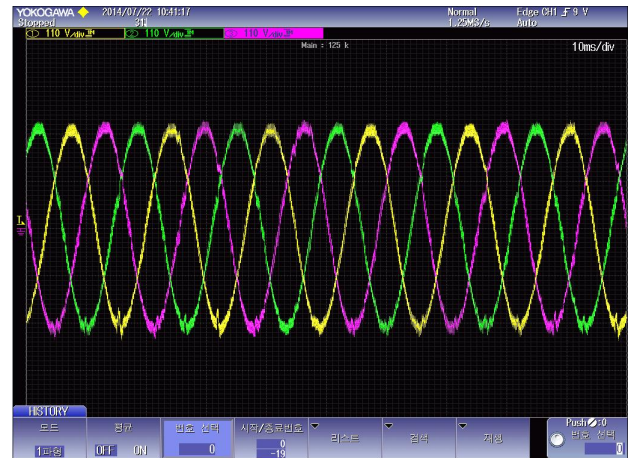 YOKOGAWA 2014/07/22 10:41:17 Normal Edge CH1 F 9 V
Stopped 31 1.25MS/s Auto
110 V/div 110 V/div 110 V/div
Main : 125 k 10ms/div
HISTORY
모드 평균 번호 선택 시작/종료번호 리스트 검색 재생 Push :0
번호 선택
1파형 OFF ON 0 0 0
-19